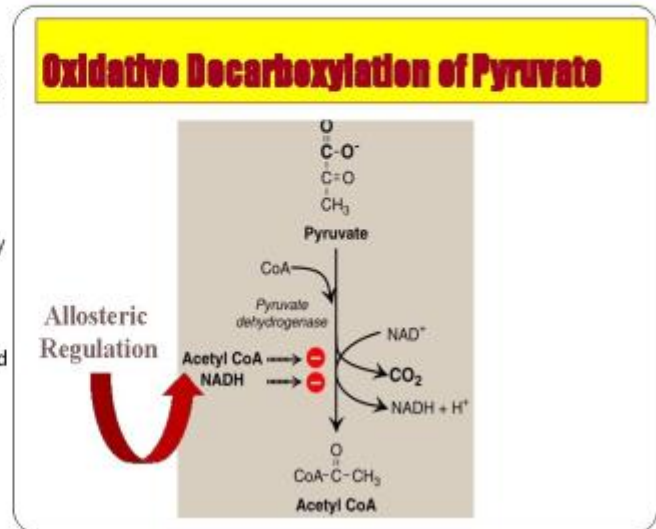 Oxidative Decarboxylation of Pyruvate
O
C-O⁻
C=O
CH₃
Pyruvate
CoA
Pyruvate
dehydrogenase
NAD⁺
Allosteric
Regulation
Acetyl CoA
NADH
CO₂
NADH + H⁺
O
CoA-C-CH₃
Acetyl CoA